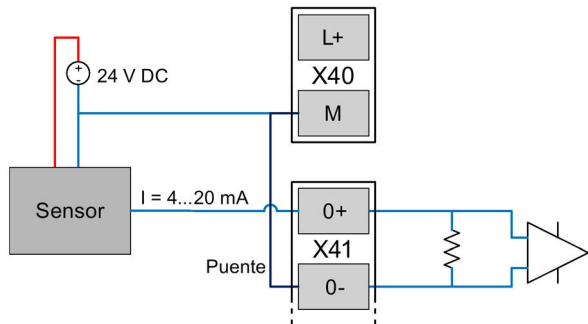 L+
+
-
24 V DC
X40
M
Sensor
I = 4...20 mA
0+
X41
Puente
0-